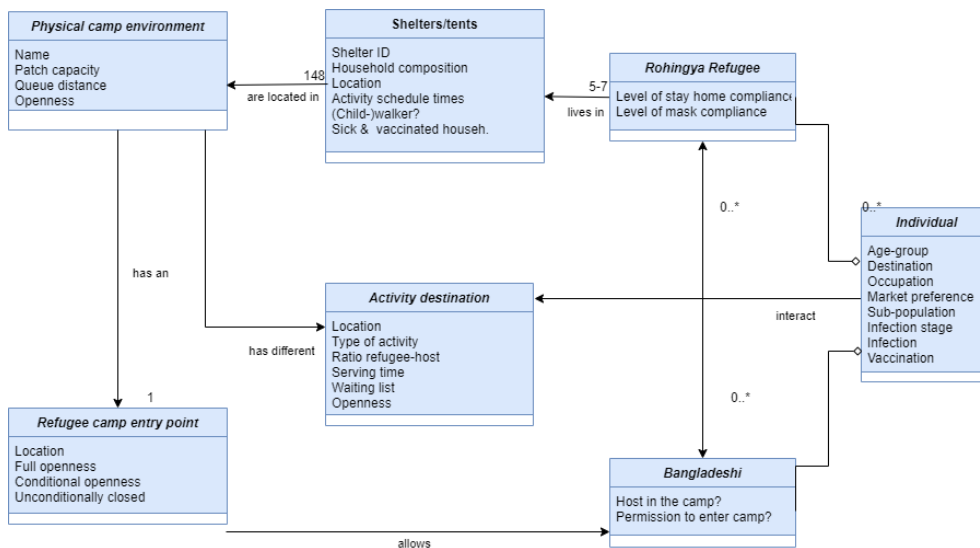 Physical camp environment
Name
Patch capacity
Queue distance
Openness
Shelters/tents
Shelter ID
Household composition
Location
Activity schedule times
(Child-)walker?
Sick & vaccinated househ.
148
are located in
Rohingya Refugee
Level of stay home compliance
Level of mask compliance
5-7
lives in
0..*
0..*
Individual
Age-group
Destination
Occupation
Market preference
Sub-population
Infection stage
Infection
Vaccination
has an
has different
Activity destination
Location
Type of activity
Ratio refugee-host
Serving time
Waiting list
Openness
interact
0..*
1
Refugee camp entry point
Location
Full openness
Conditional openness
Unconditionally closed
allows
Bangladeshi
Host in the camp?
Permission to enter camp?